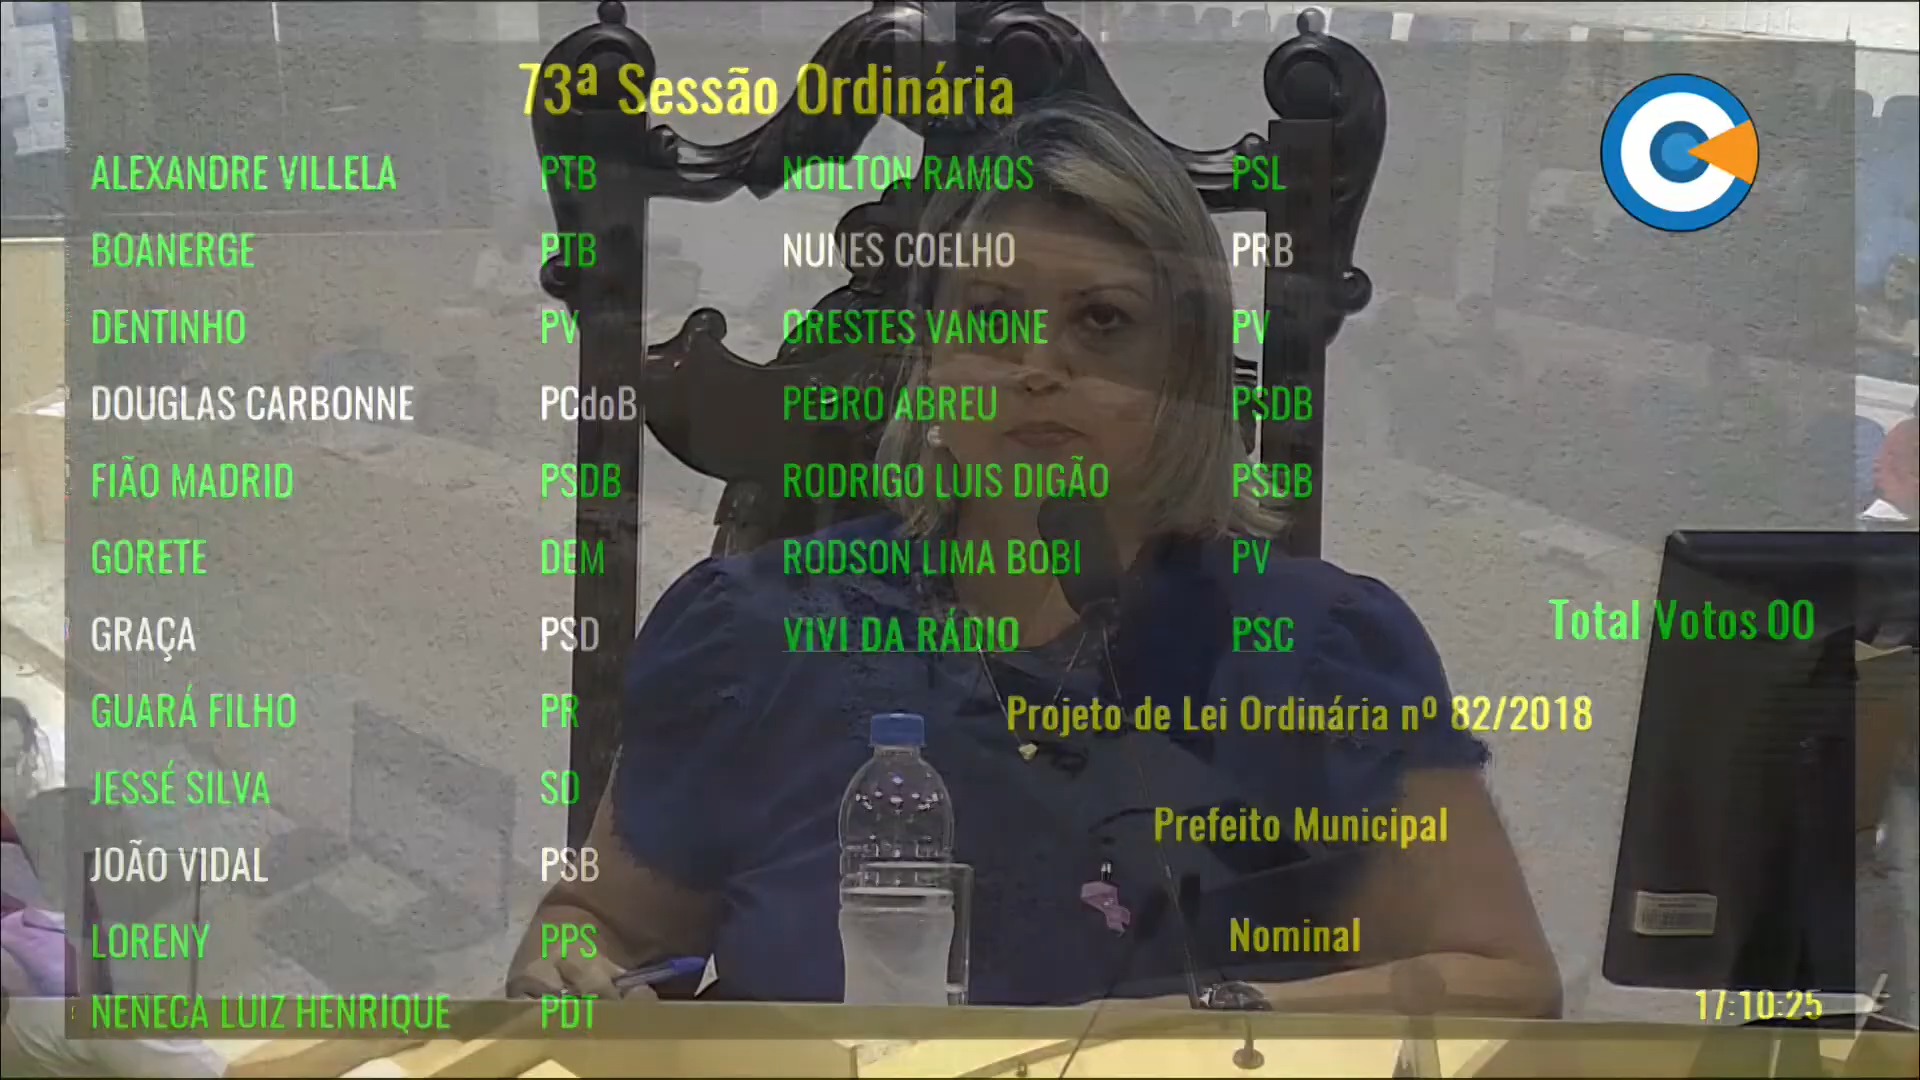 73ª Sessão Ordinária
ALEXANDRE VILLELA PTB
BOANERGE PTB
DENTINHO PV
DOUGLAS CARBONNE PCdoB
FIÃO MADRID PSDB
GORETE DEM
GRAÇA PSD
GUARÁ FILHO PR
JESSÉ SILVA SD
JOÃO VIDAL PSB
LORENY PPS
NENECA LUIZ HENRIQUE PDT
NOILTON RAMOS PSL
NUNES COELHO PRB
ORESTES VANONE PV
PEDRO ABREU PSDB
RODRIGO LUIS DIGÃO PSDB
RODSON LIMA BOBI PV
VIVI DA RÁDIO PSC
Total Votos 00
Projeto de Lei Ordinária nº 82/2018
Prefeito Municipal
Nominal
17:10:25